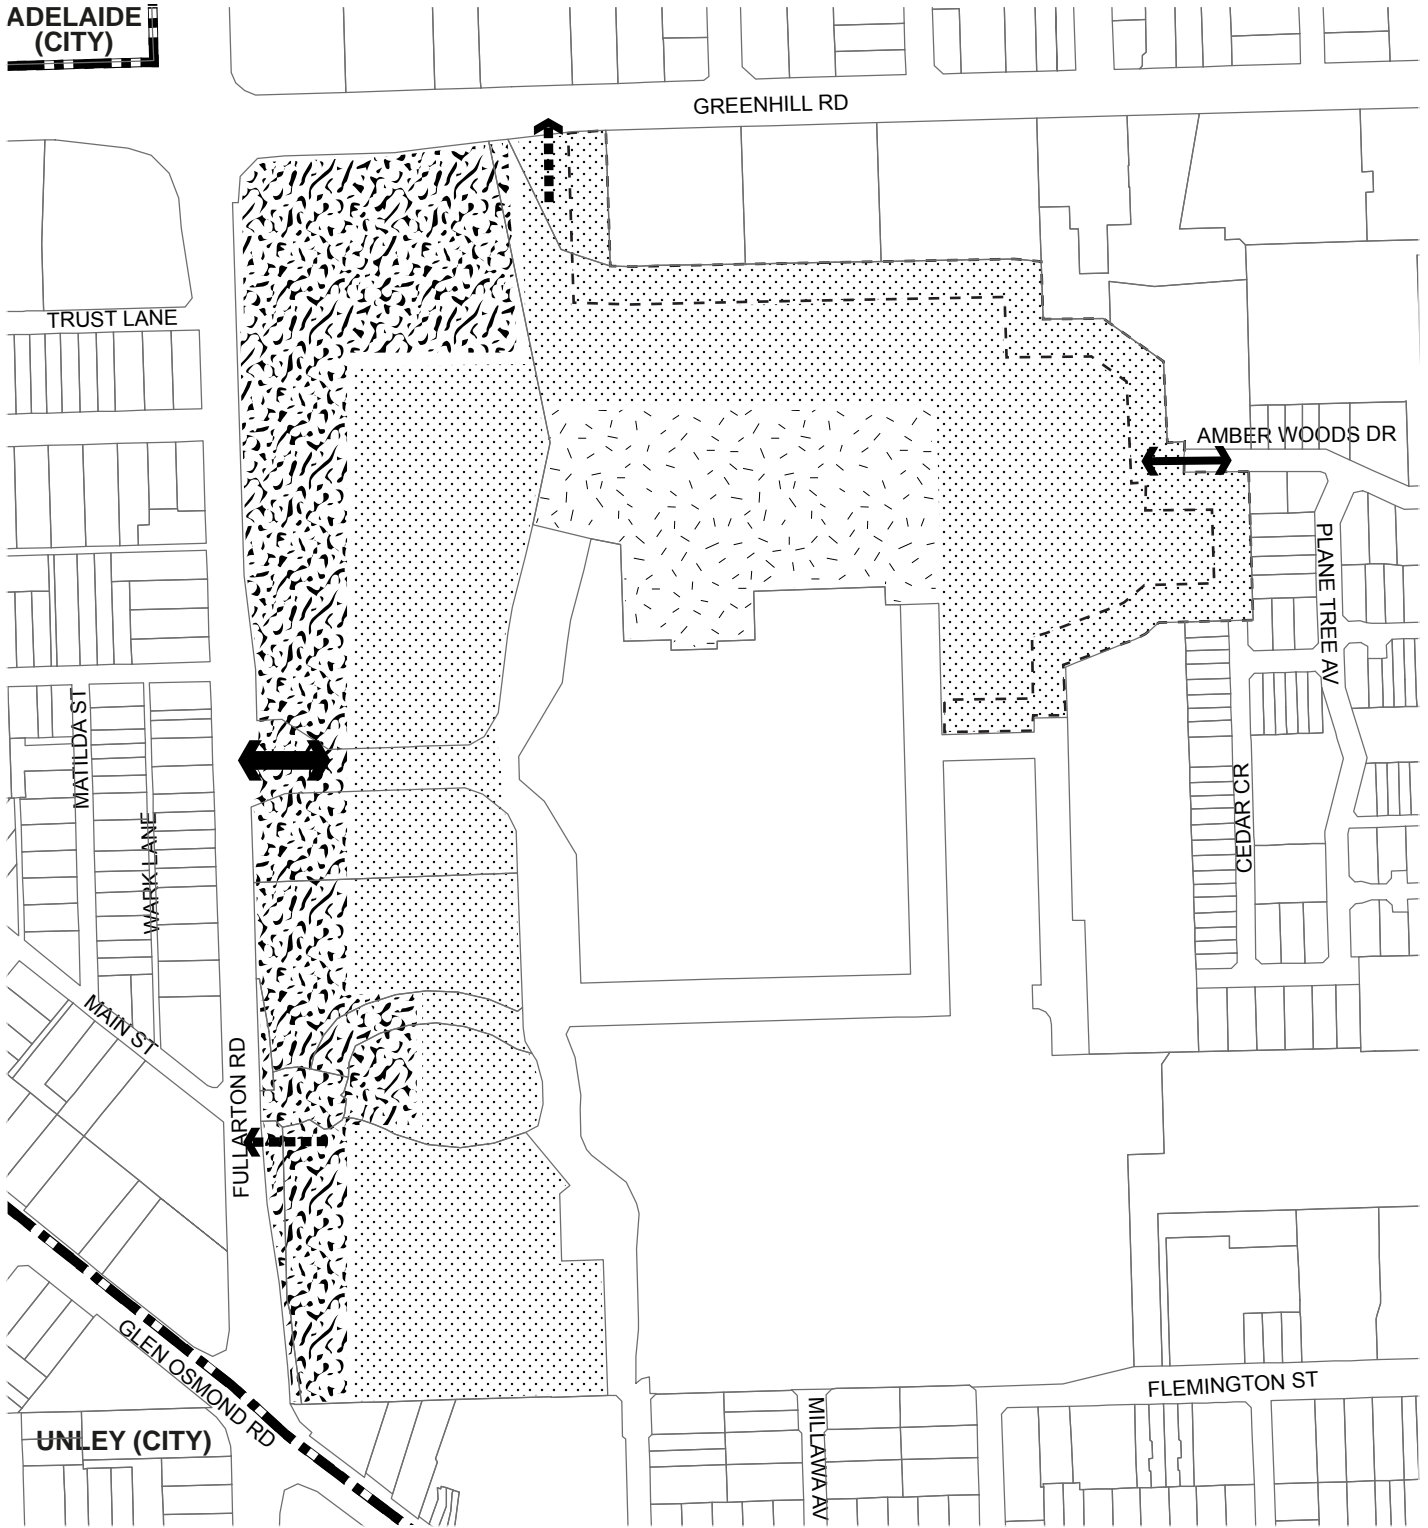 ADELAIDE
(CITY)
GREENHILL RD
TRUST LANE
AMBER WOODS DR
PLANE TREE AV
MATILDA ST
WARK LANE
CEDAR CR
MAIN ST
FULLARTON RD
GLEN OSMOND RD
FLEMINGTON ST
MILLAWA AV
UNLEY (CITY)